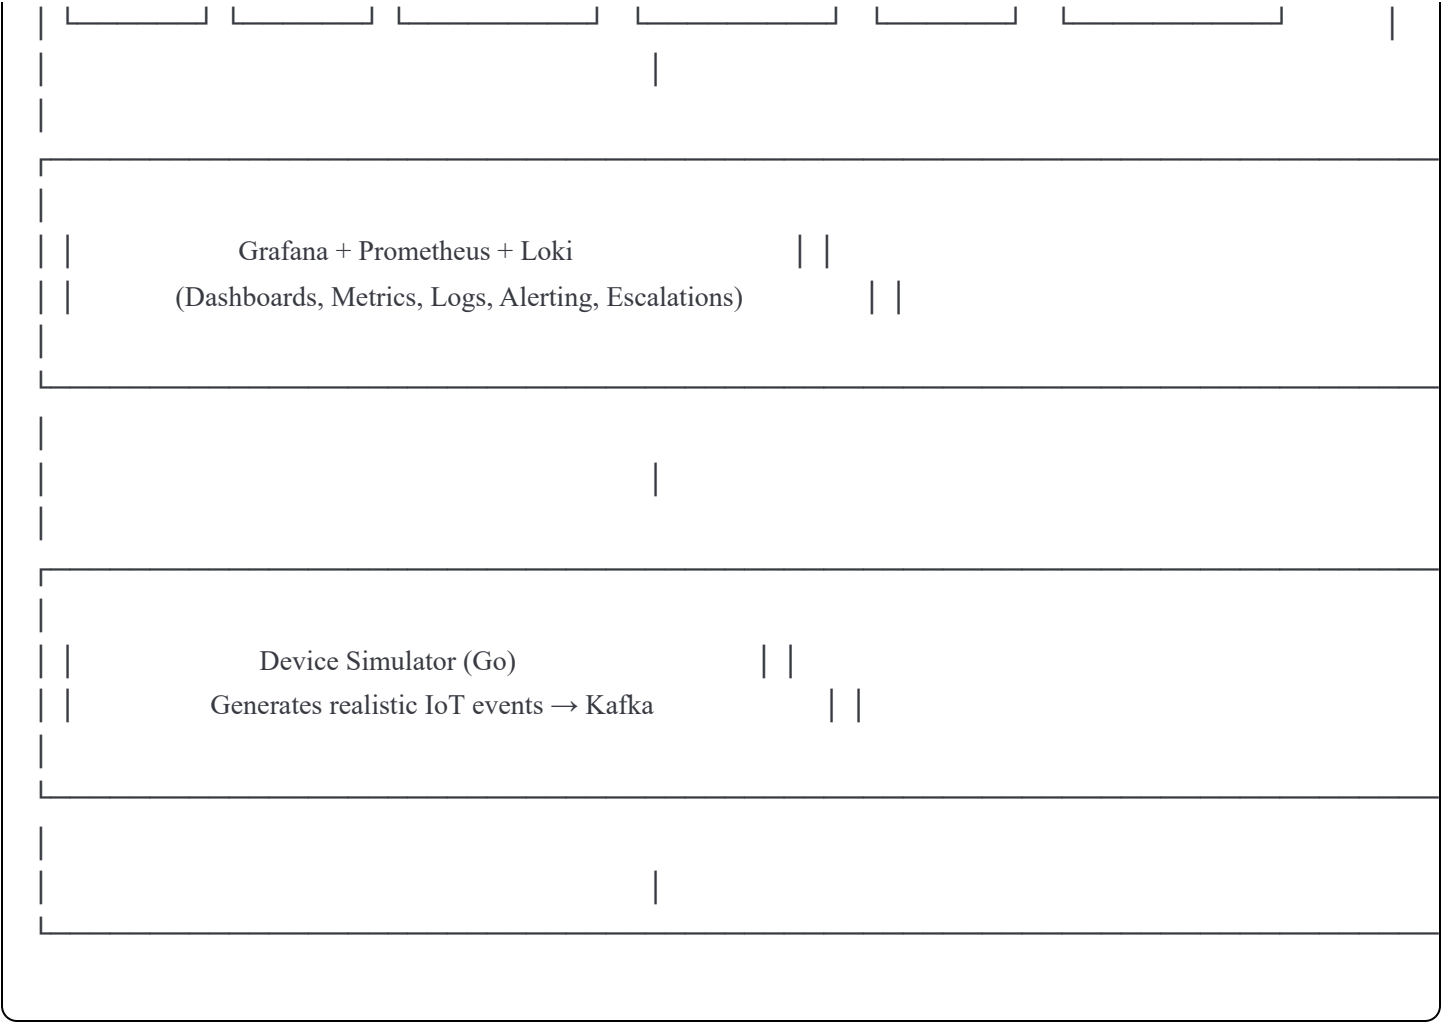 Grafana + Prometheus + Loki
(Dashboards, Metrics, Logs, Alerting, Escalations)
Device Simulator (Go)
Generates realistic IoT events → Kafka